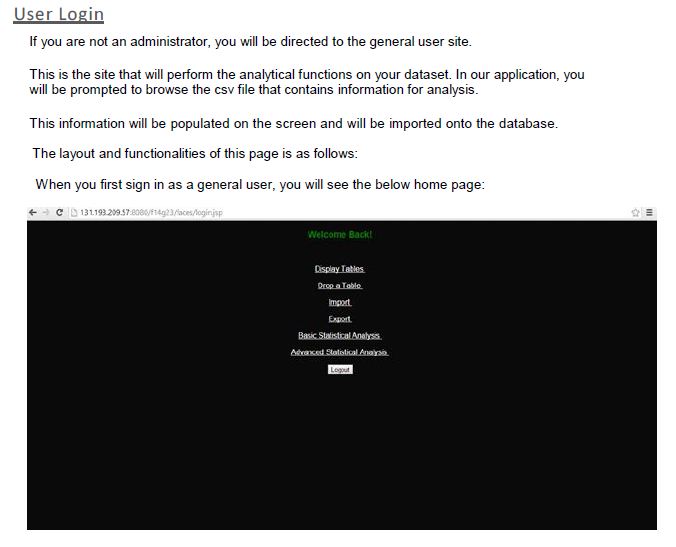 User Login
If you are not an administrator, you will be directed to the general user site.
This is the site that will perform the analytical functions on your dataset. In our application, you
will be prompted to browse the csv file that contains information for analysis.
This information will be populated on the screen and will be imported onto the database.
The layout and functionalities of this page is as follows:
When you first sign in as a general user, you will see the below home page:
131.193.209.57:8080/f14g23/laces/login.jsp
Welcome Back!
Display Tables
Drop a Table
Import
Export
Basic Statistical Analysis
Advanced Statistical Analysis
Logout